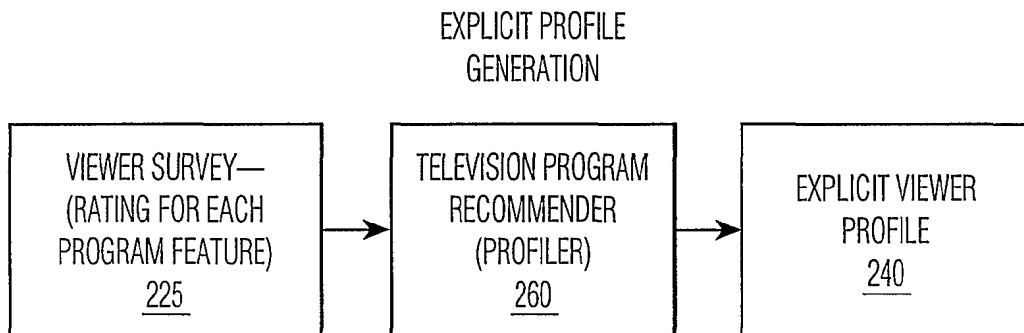 EXPLICIT PROFILE
GENERATION
VIEWER SURVEY—
(RATING FOR EACH
PROGRAM FEATURE)
225
TELEVISION PROGRAM
RECOMMENDER
(PROFILER)
260
EXPLICIT VIEWER
PROFILE
240